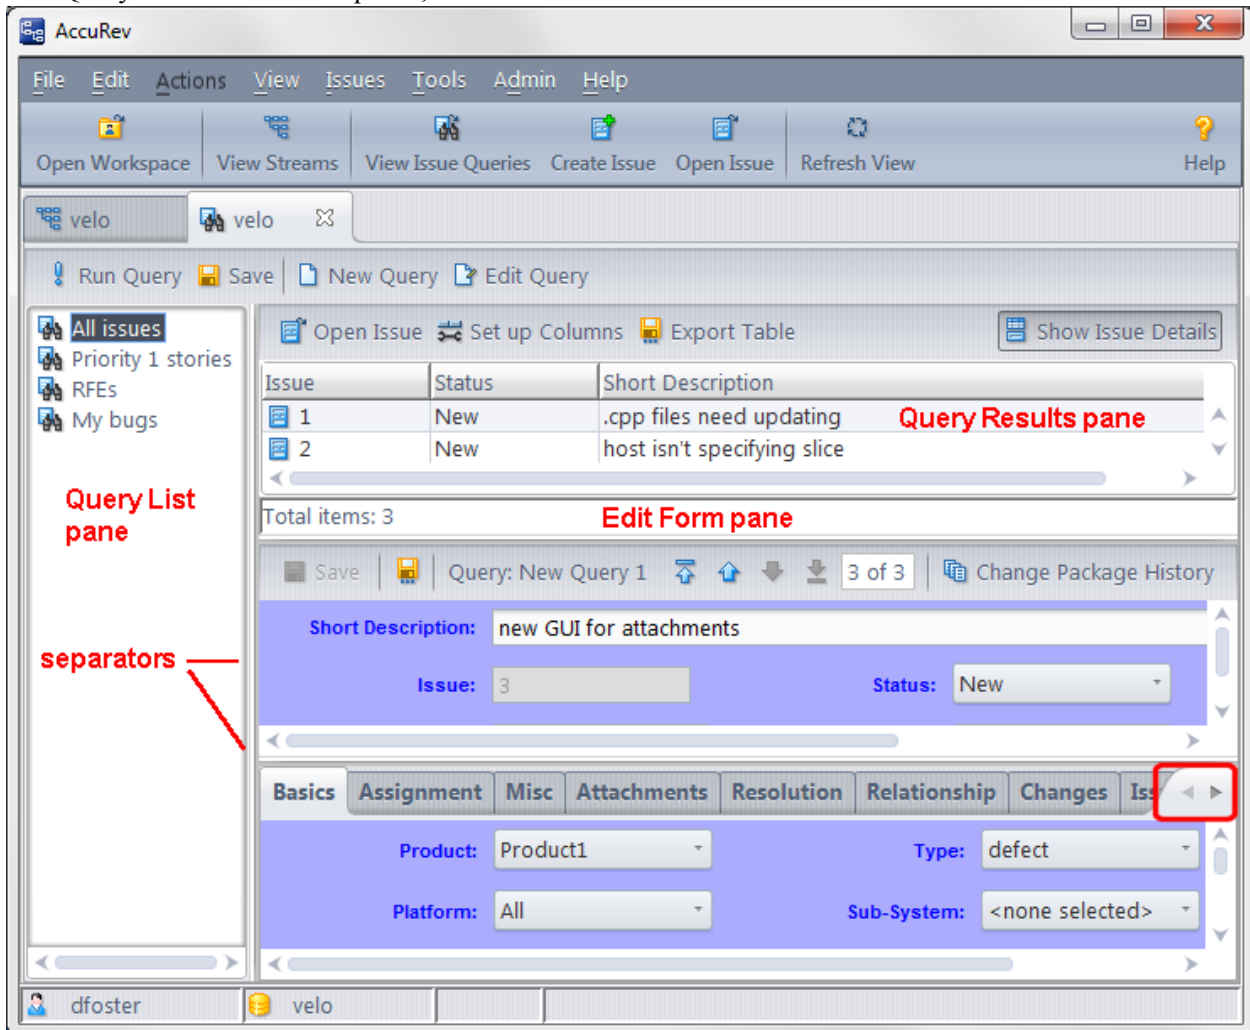 AccuRev
File Edit Actions View Issues Tools Admin Help
Open Workspace View Streams View Issue Queries Create Issue Open Issue Refresh View Help
velo velo
Run Query Save New Query Edit Query
All issues
Priority 1 stories
RFEs
My bugs
Query List
pane
separators
Open Issue Set up Columns Export Table Show Issue Details
Issue Status Short Description
1 New .cpp files need updating
Query Results pane
2 New host isn't specifying slice
Total items: 3
Edit Form pane
Save Query: New Query 1 3 of 3 Change Package History
Short Description: new GUI for attachments
Issue: 3 Status: New
Basics Assignment Misc Attachments Resolution Relationship Changes Iss
Product: Product1 Type: defect
Platform: All Sub-System: <none selected>
dfoster velo